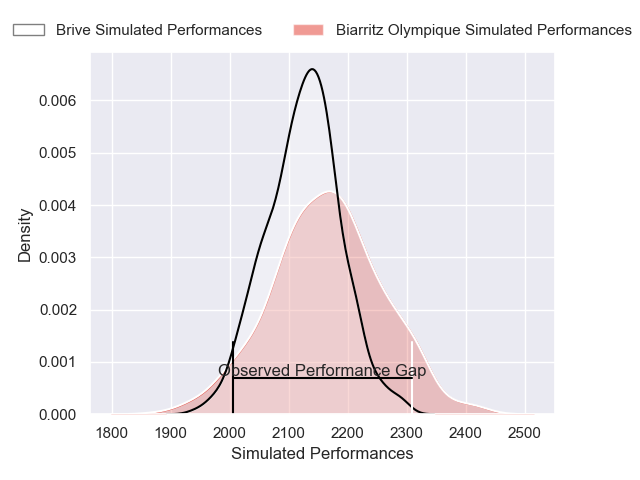 Brive Simulated Performances
Biarritz Olympique Simulated Performances
0.006
0.005
0.004
0.003
0.002
0.001
0.000
Density
Observed Performance Gap
1800 1900 2000 2100 2200 2300 2400 2500
Simulated Performances